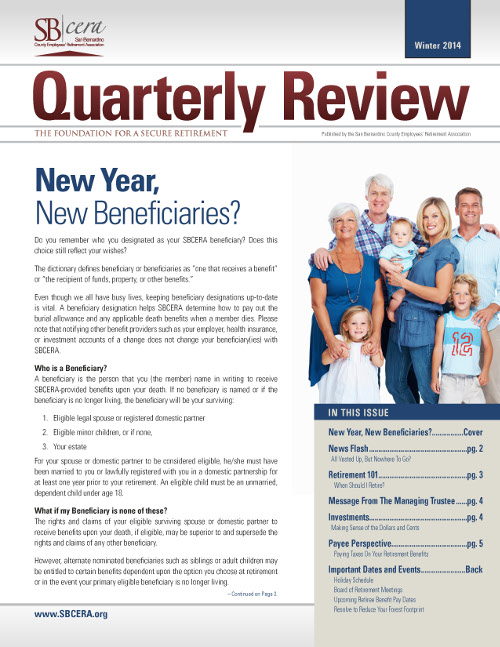 SB cera
San Bernardino
County Employees' Retirement Association
Winter 2014
Quarterly Review
THE FOUNDATION FOR A SECURE RETIREMENT
Published by the San Bernardino County Employees' Retirement Association
New Year,
New Beneficiaries?
Do you remember who you designated as your SBCERA beneficiary? Does this
choice still reflect your wishes?
The dictionary defines beneficiary or beneficiaries as "one that receives a benefit"
or "the recipient of funds, property, or other benefits."
Even though we all have busy lives, keeping beneficiary designations up-to-date
is vital. A beneficiary designation helps SBCERA determine how to pay out the
burial allowance and any applicable death benefits when a member dies. Please
note that notifying other benefit providers such as your employer, health insurance,
or investment accounts of a change does not change your beneficiary(ies) with
SBCERA.
Who is a Beneficiary?
A beneficiary is the person that you (the member) name in writing to receive
SBCERA-provided benefits upon your death. If no beneficiary is named or if the
beneficiary is no longer living, the beneficiary will be your surviving:
1. Eligible legal spouse or registered domestic partner
2. Eligible minor children, or if none,
3. Your estate
For your spouse or domestic partner to be considered eligible, he/she must have
been married to you or lawfully registered with you in a domestic partnership for
at least one year prior to your retirement. An eligible child must be an unmarried,
dependent child under age 18.
What if my Beneficiary is none of these?
The rights and claims of your eligible surviving spouse or domestic partner to
receive benefits upon your death, if eligible, may be superior to and supersede the
rights and claims of any other beneficiary.
However, alternate nominated beneficiaries such as siblings or adult children may
be entitled to certain benefits dependent upon the option you choose at retirement
or in the event your primary eligible beneficiary is no longer living.
– Continued on Page 3
12
IN THIS ISSUE
New Year, New Beneficiaries?...............Cover
News Flash...............pg. 2
All Vested Up, But Nowhere To Go?
Retirement 101...............pg. 3
When Should I Retire?
Message From The Managing Trustee.....pg. 4
Investments...............pg. 4
Making Sense of the Dollars and Cents
Payee Perspective...............pg. 5
Paying Taxes On Your Retirement Benefits
Important Dates and Events...............Back
Holiday Schedule
Board of Retirement Meetings
Upcoming Retiree Benefit Pay Dates
Resolve to Reduce Your Forest Footprint
www.SBCERA.org